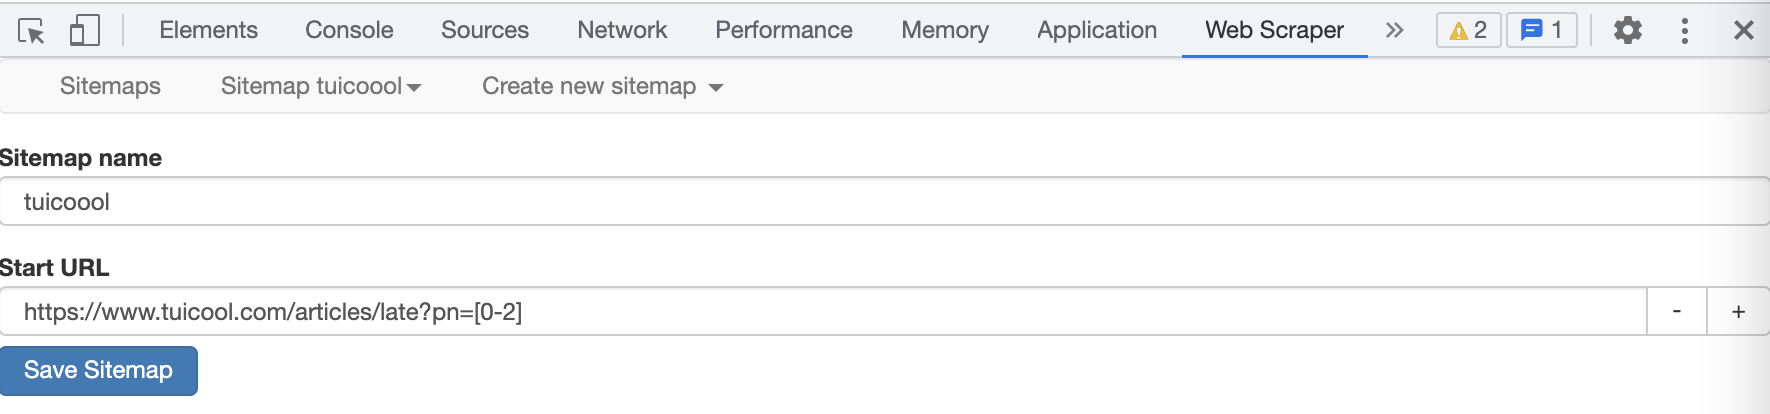 Elements Console Sources Network Performance Memory Application Web Scraper » 2 1
Sitemaps Sitemap tuicoool Create new sitemap
Sitemap name
tuicoool
Start URL
https://www.tuicool.com/articles/late?pn=[0-2] - +
Save Sitemap